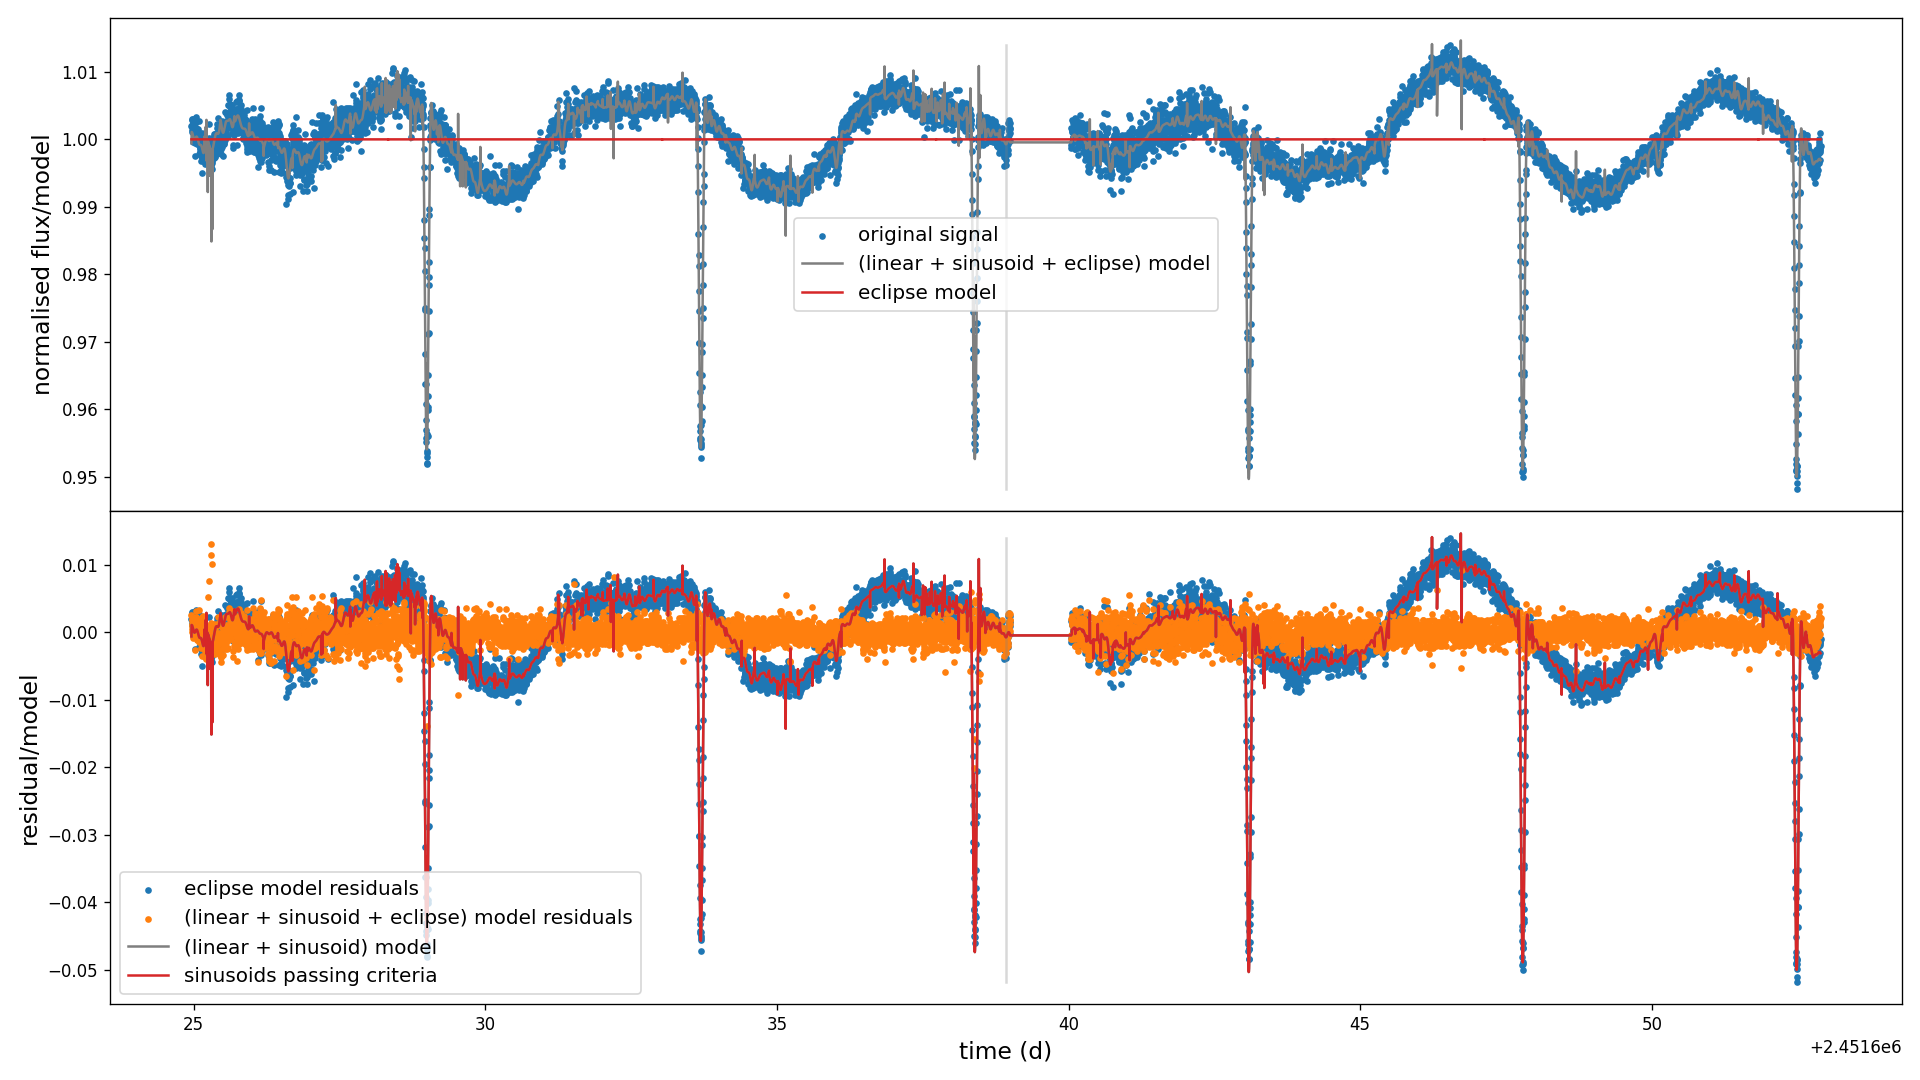 normalised flux/model
1.01
1.00
0.99
0.98
0.97
0.96
0.95
original signal
(linear + sinusoid + eclipse) model
eclipse model
residual/model
0.01
0.00
−0.01
−0.02
−0.03
−0.04
−0.05
eclipse model residuals
(linear + sinusoid + eclipse) model residuals
(linear + sinusoid) model
sinusoids passing criteria
25 30 35 40 45 50
time (d)
+2.4516e6